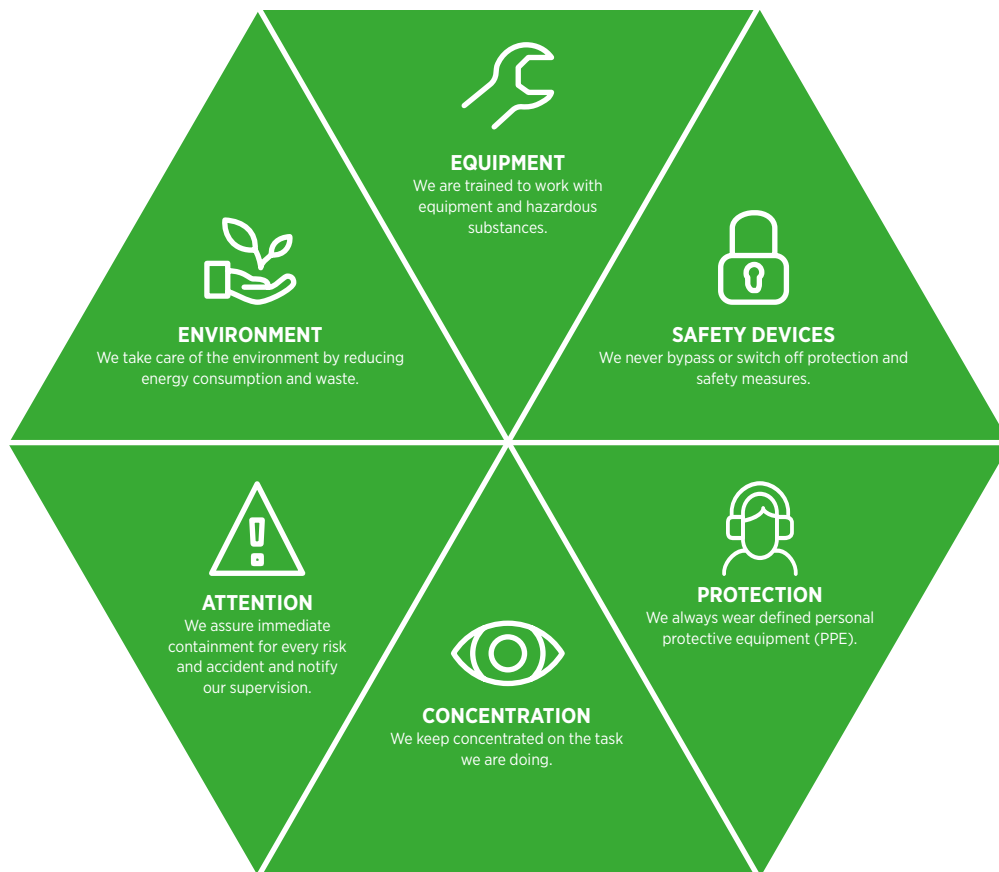 EQUIPMENT
We are trained to work with
equipment and hazardous
substances.
ENVIRONMENT
We take care of the environment by reducing
energy consumption and waste.
SAFETY DEVICES
We never bypass or switch off protection and
safety measures.
ATTENTION
We assure immediate
containment for every risk
and accident and notify
our supervision.
CONCENTRATION
We keep concentrated on the task
we are doing.
PROTECTION
We always wear defined personal
protective equipment (PPE).